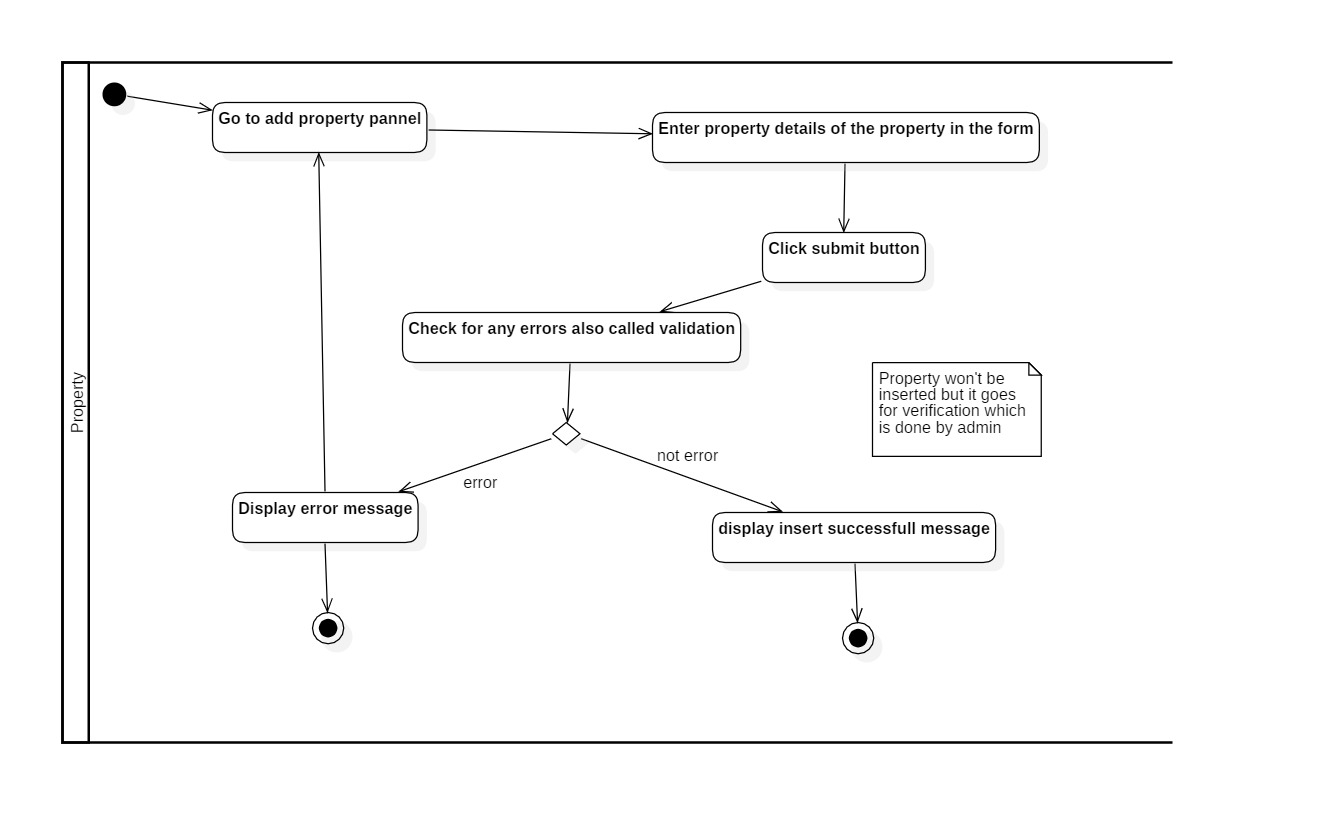 Go to add property pannel
Enter property details of the property in the form
Click submit button
Check for any errors also called validation
Property
Property won't be
inserted but it goes
for verification which
is done by admin
not error
error
Display error message
display insert successfull message